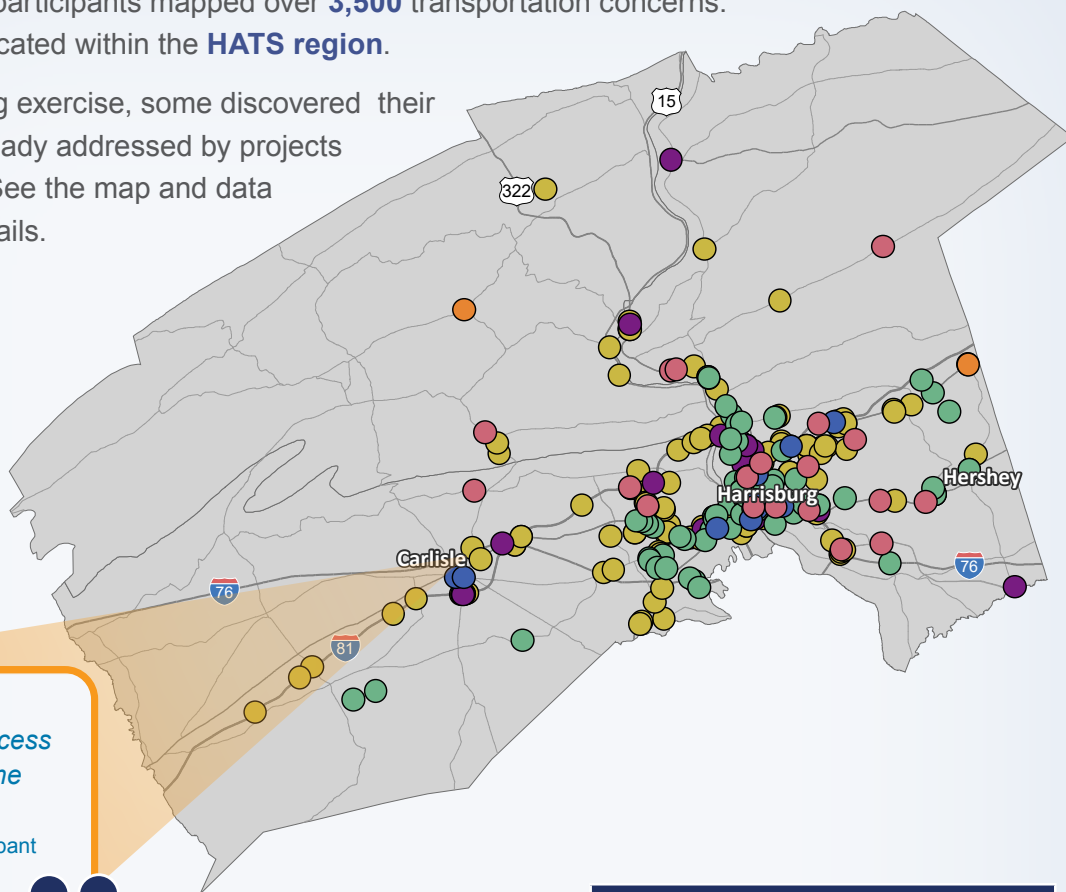 participants mapped over 3,500 transportation concerns.
cated within the HATS region.
g exercise, some discovered their
ady addressed by projects
See the map and data
ails.
15
322
Hershey
Harrisburg
Carlisle
76
76
81
cess
ne
pant